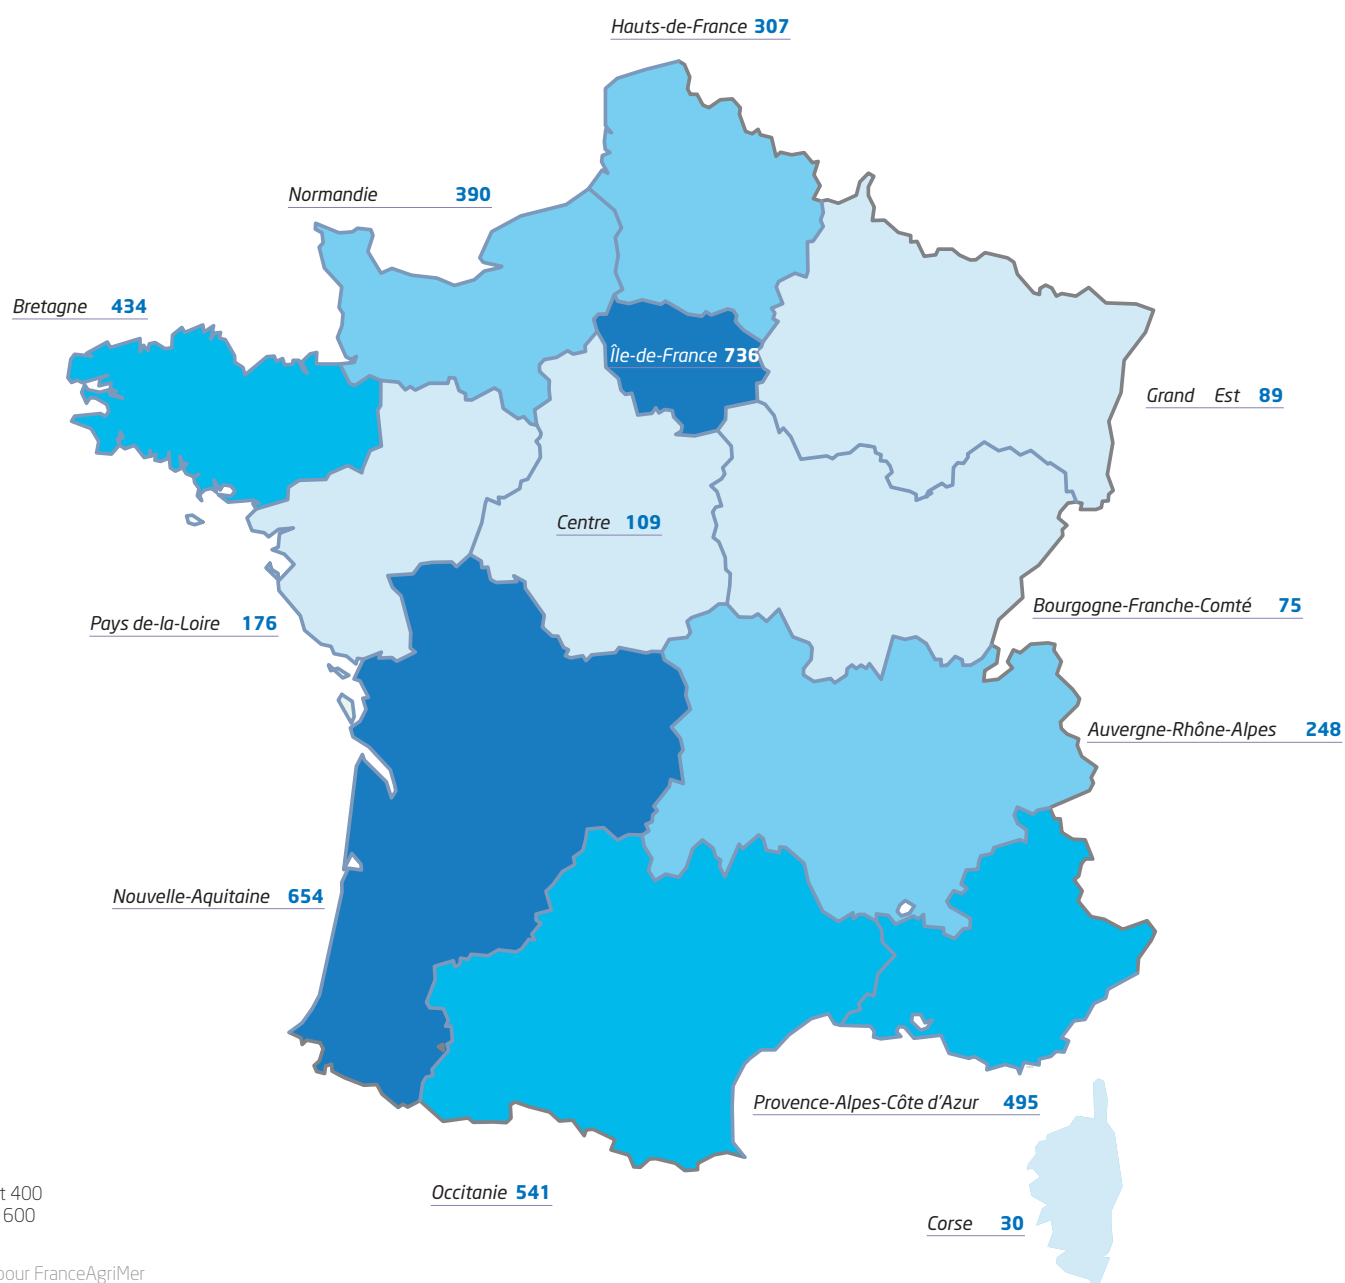 Hauts-de-France 307
Normandie 390
Bretagne 434
Île-de-France 736
Grand Est 89
Centre 109
Bourgogne-Franche-Comté 75
Pays de-la-Loire 176
Auvergne-Rhône-Alpes 248
Nouvelle-Aquitaine 654
Provence-Alpes-Côte d'Azur 495
Occitanie 541
Corse 30
t 400
600
pour FranceAgriMer